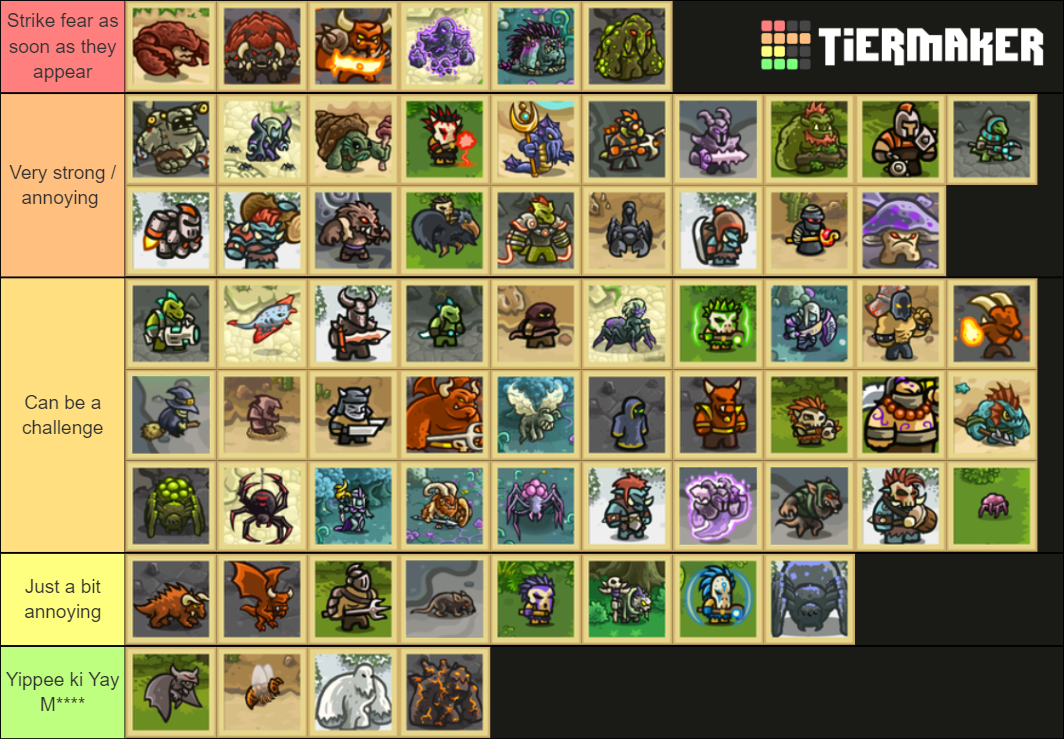 Strike fear as
soon as they
appear
TiERMAKER
Very strong /
annoying
Can be a
challenge
Just a bit
annoying
Yippee ki Yay
M****